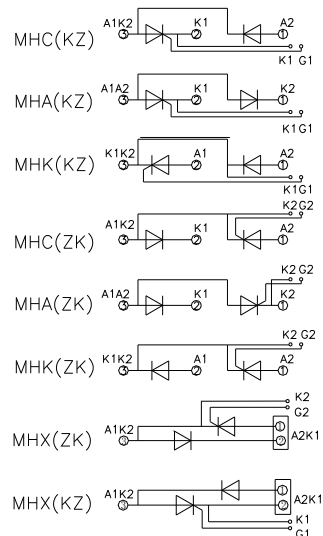 A1K2 K1 A2
MHC(KZ) 3 2 1
K1 G1
A1A2 K1 K2
MHA(KZ) 3 2 1
K1G1
K1K2 A1 A2
MHK(KZ) 3 2 1
K1G1
K2G2
A1K2 K1 A2
MHC(ZK) 3 2 1
K2 G2
A1A2 K1 K2
MHA(ZK) 3 2 1
K2 G2
K1K2 A1 A2
MHK(ZK) 3 2 1
K2
G2
A1K2 1
MHX(ZK) 3 2 A2K1
A1K2 1
MHX(KZ) 3 2 A2K1
K1
G1